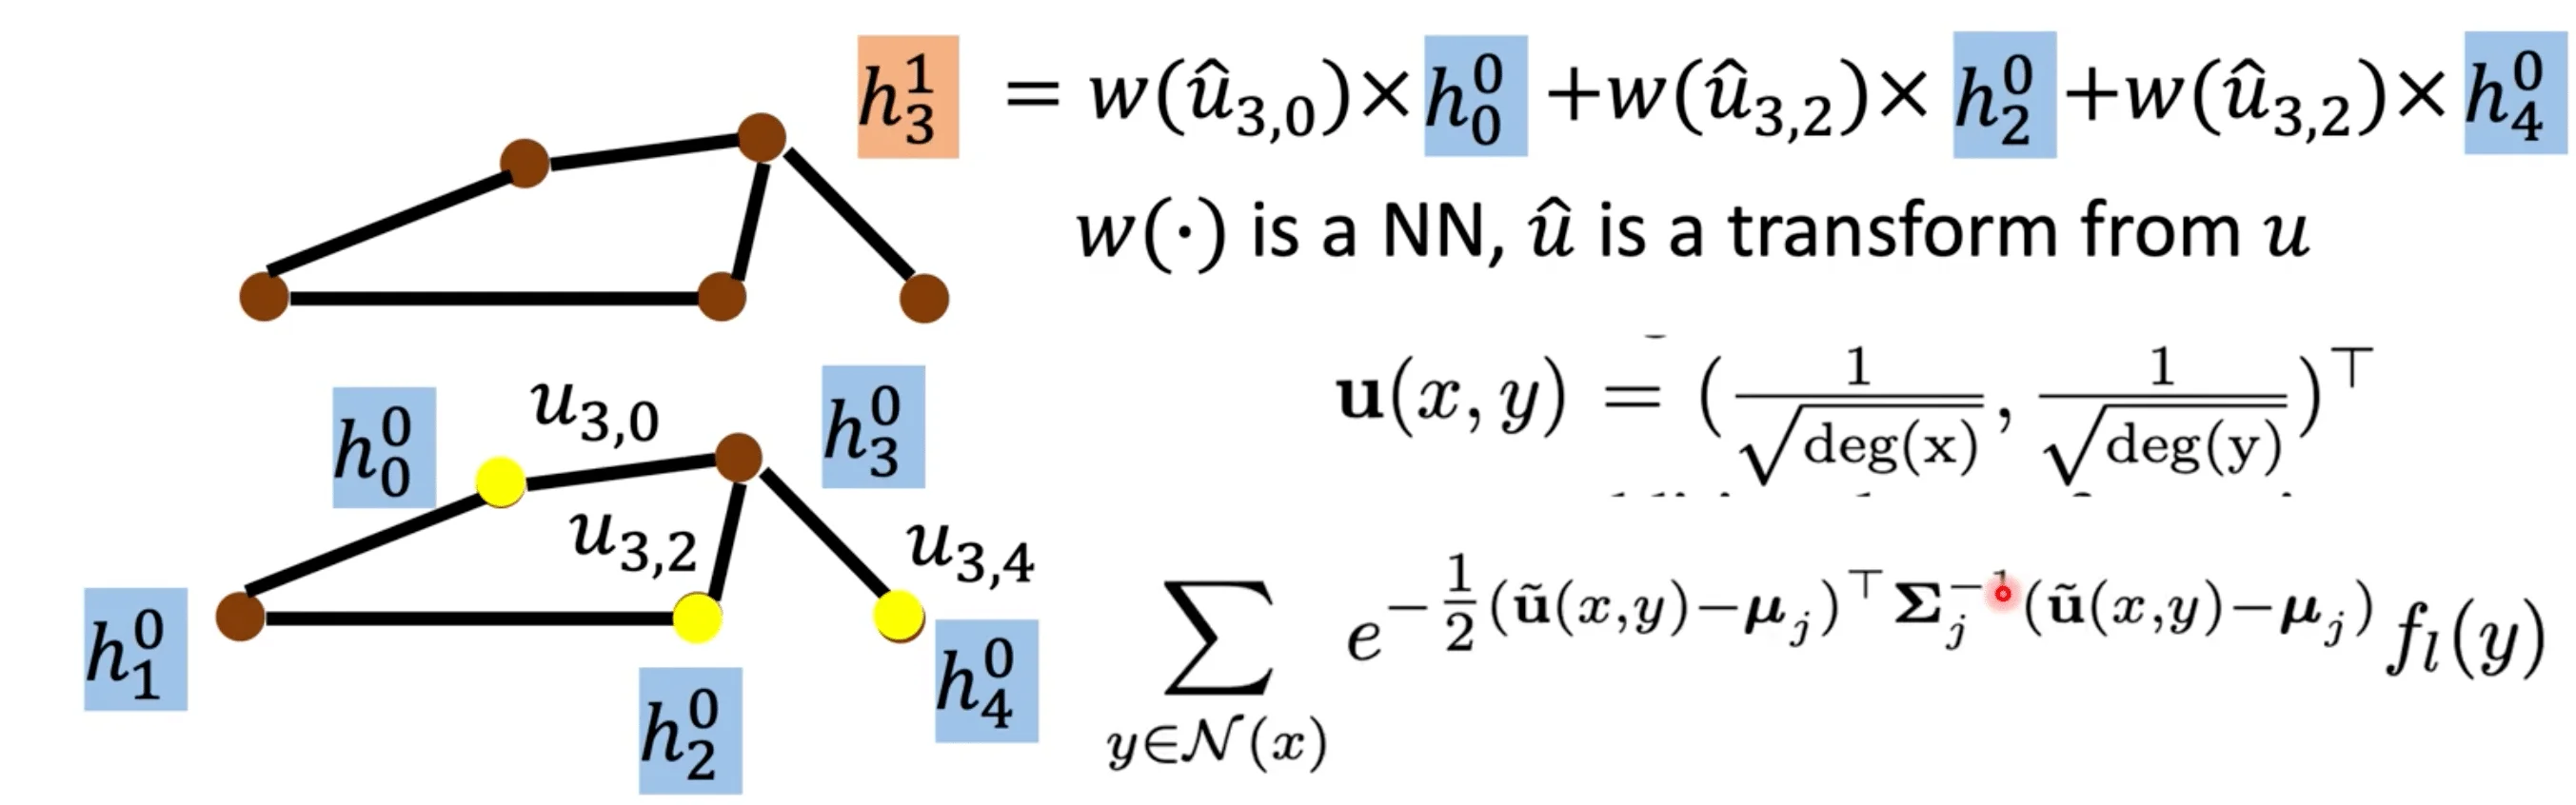 h_3^1 = w(û_{3,0})×h_0^0 +w(û_{3,2})× h_2^0 +w(û_{3,2})× h_4^0
w(·) is a NN, û is a transform from u
u(x, y) = (1/√deg(x), 1/√deg(y))^⊤
h_0^0 u_{3,0} h_3^0
u_{3,2} u_{3,4}
h_1^0 h_2^0 h_4^0
∑_{y∈𝒩(x)} e^{−1/2(ũ(x,y)−μ_j)^⊤ Σ_j^{−1}(ũ(x,y)−μ_j)} f_l(y)